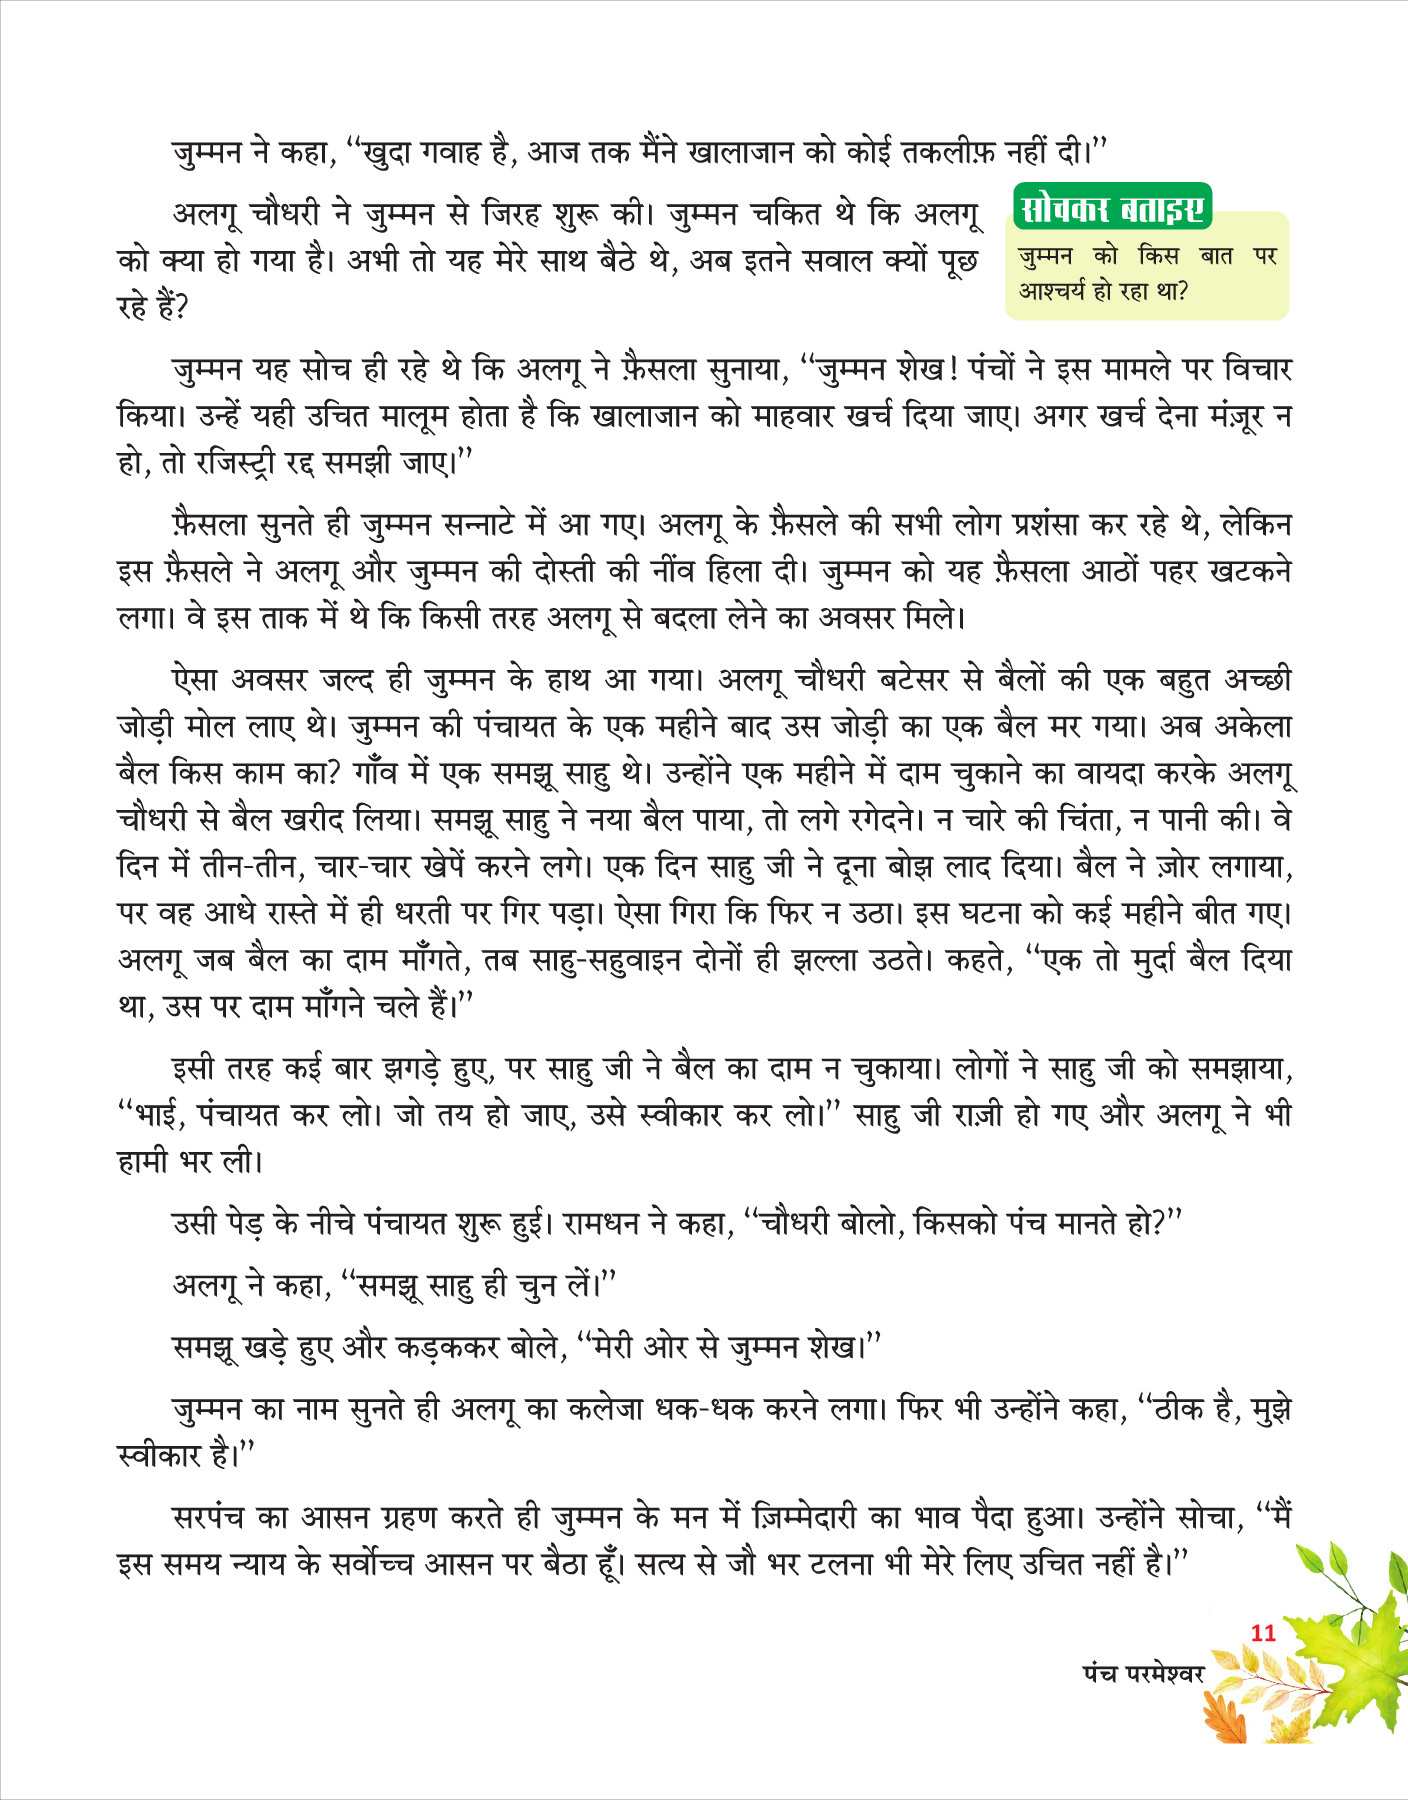 जुम्मन ने कहा, ‘‘खुदा गवाह है, आज तक मैंने खालाजान को कोई तकलीफ़ नहीं दी।’’
अलगू चौधरी ने जुम्मन से जिरह शुरू की। जुम्मन चकित थे कि अलगू
को क्या हो गया है। अभी तो यह मेरे साथ बैठे थे, अब इतने सवाल क्यों पूछ
रहे हैं?
सोचकर बताइए
जुम्मन को किस बात पर
आश्चर्य हो रहा था?
जुम्मन यह सोच ही रहे थे कि अलगू ने फ़ैसला सुनाया, ‘‘जुम्मन शेख! पंचों ने इस मामले पर विचार
किया। उन्हें यही उचित मालूम होता है कि खालाजान को माहवार खर्च दिया जाए। अगर खर्च देना मंज़ूर न
हो, तो रजिस्ट्री रद्द समझी जाए।’’
फ़ैसला सुनते ही जुम्मन सन्नाटे में आ गए। अलगू के फ़ैसले की सभी लोग प्रशंसा कर रहे थे, लेकिन
इस फ़ैसले ने अलगू और जुम्मन की दोस्ती की नींव हिला दी। जुम्मन को यह फ़ैसला आठों पहर खटकने
लगा। वे इस ताक में थे कि किसी तरह अलगू से बदला लेने का अवसर मिले।
ऐसा अवसर जल्द ही जुम्मन के हाथ आ गया। अलगू चौधरी बटेसर से बैलों की एक बहुत अच्छी
जोड़ी मोल लाए थे। जुम्मन की पंचायत के एक महीने बाद उस जोड़ी का एक बैल मर गया। अब अकेला
बैल किस काम का? गाँव में एक समझू साहु थे। उन्होंने एक महीने में दाम चुकाने का वायदा करके अलगू
चौधरी से बैल खरीद लिया। समझू साहु ने नया बैल पाया, तो लगे रगेदने। न चारे की चिंता, न पानी की। वे
दिन में तीन-तीन, चार-चार खेपें करने लगे। एक दिन साहु जी ने दूना बोझ लाद दिया। बैल ने ज़ोर लगाया,
पर वह आधे रास्ते में ही धरती पर गिर पड़ा। ऐसा गिरा कि फिर न उठा। इस घटना को कई महीने बीत गए।
अलगू जब बैल का दाम माँगते, तब साहु-सहुवाइन दोनों ही झल्ला उठते। कहते, ‘‘एक तो मुर्दा बैल दिया
था, उस पर दाम माँगने चले हैं।’’
इसी तरह कई बार झगड़े हुए, पर साहु जी ने बैल का दाम न चुकाया। लोगों ने साहु जी को समझाया,
‘‘भाई, पंचायत कर लो। जो तय हो जाए, उसे स्वीकार कर लो।’’ साहु जी राज़ी हो गए और अलगू ने भी
हामी भर ली।
उसी पेड़ के नीचे पंचायत शुरू हुई। रामधन ने कहा, ‘‘चौधरी बोलो, किसको पंच मानते हो?’’
अलगू ने कहा, ‘‘समझू साहु ही चुन लें।’’
समझू खड़े हुए और कड़ककर बोले, ‘‘मेरी ओर से जुम्मन शेख।’’
जुम्मन का नाम सुनते ही अलगू का कलेजा धक-धक करने लगा। फिर भी उन्होंने कहा, ‘‘ठीक है, मुझे
स्वीकार है।’’
सरपंच का आसन ग्रहण करते ही जुम्मन के मन में ज़िम्मेदारी का भाव पैदा हुआ। उन्होंने सोचा, ‘‘मैं
इस समय न्याय के सर्वोच्च आसन पर बैठा हूँ। सत्य से जौ भर टलना भी मेरे लिए उचित नहीं है।’’
11
पंच परमेश्वर